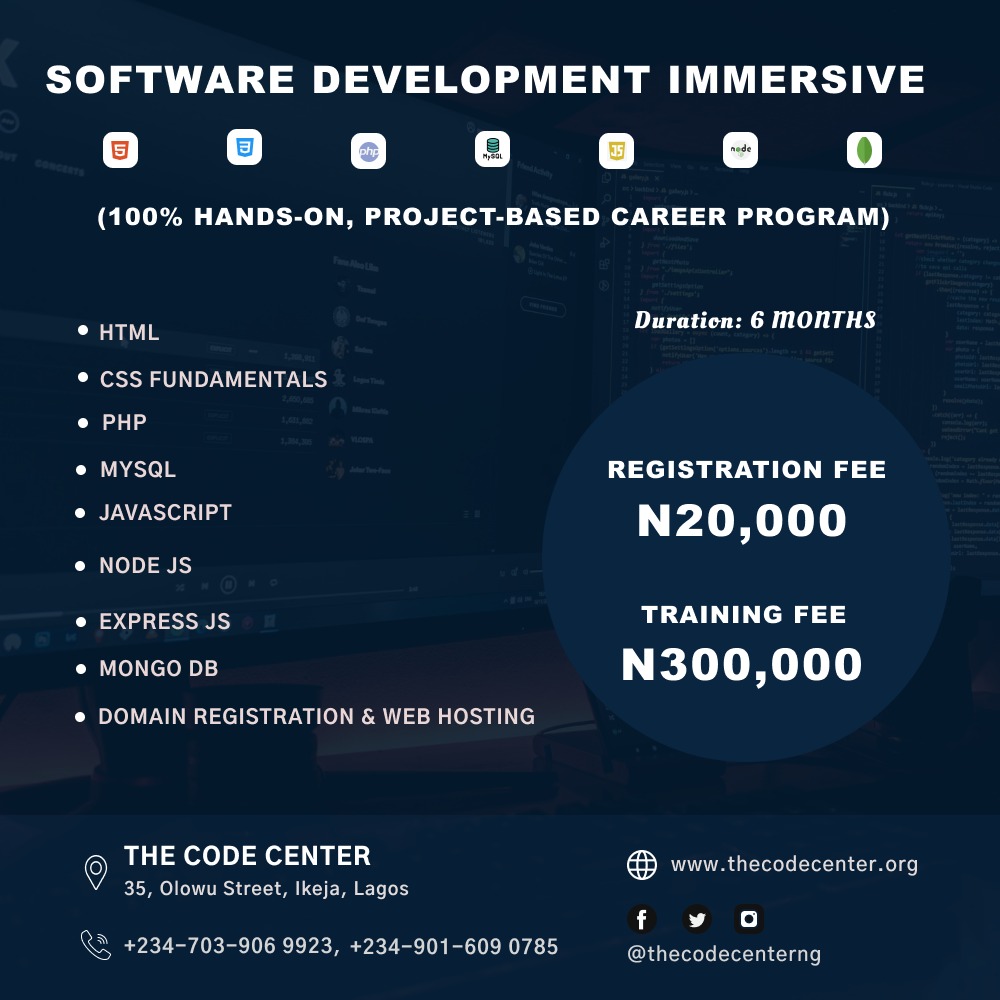 SOFTWARE DEVELOPMENT IMMERSIVE
php
MySQL
JS
node
(100% HANDS-ON, PROJECT-BASED CAREER PROGRAM)
Duration: 6 MONTHS
HTML
CSS FUNDAMENTALS
PHP
MYSQL
JAVASCRIPT
NODE JS
EXPRESS JS
MONGO DB
DOMAIN REGISTRATION & WEB HOSTING
REGISTRATION FEE
N20,000
TRAINING FEE
N300,000
THE CODE CENTER
35, Olowu Street, Ikeja, Lagos
+234-703-906 9923, +234-901-609 0785
www.thecodecenter.org
@thecodecenterng